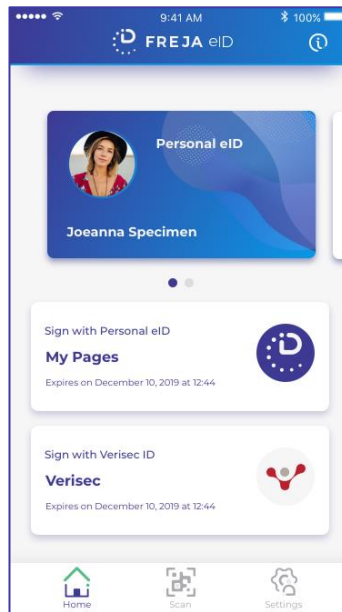 9:41 AM
100%
FREJA eID
Personal eID
Joeanna Specimen
Sign with Personal eID
My Pages
Expires on December 10, 2019 at 12:44
Sign with Verisec ID
Verisec
Expires on December 10, 2019 at 12:44
Home
Scan
Settings